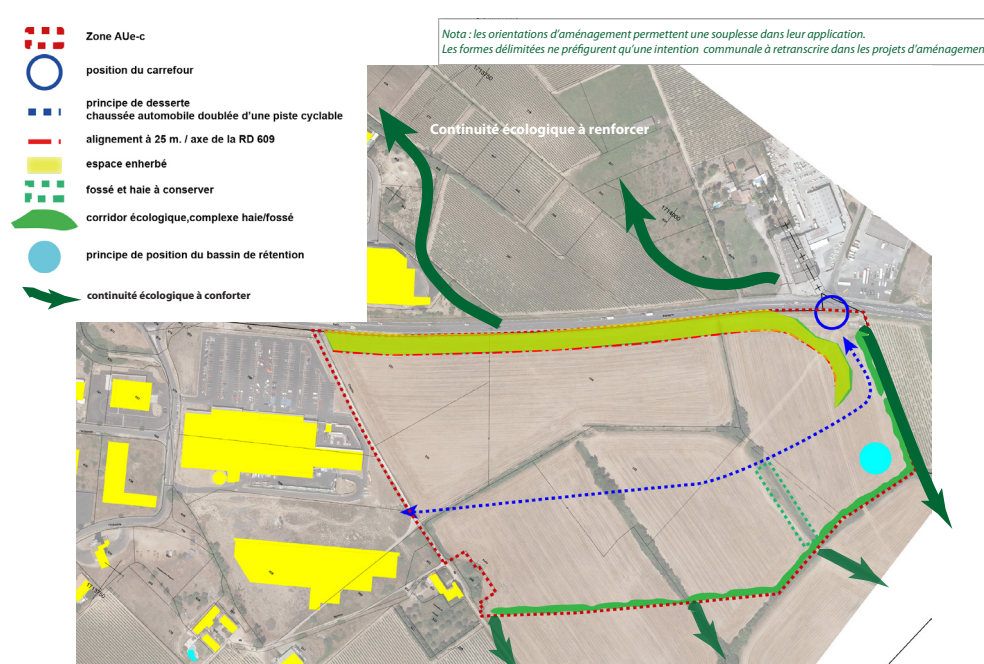 Nota : les orientations d'aménagement permettent une souplesse dans leur application.
Les formes délimitées ne préfigurent qu'une intention communale à retranscrire dans les projets d'aménagemen
Zone AUe-c
position du carrefour
principe de desserte
chaussée automobile doublée d'une piste cyclable
alignement à 25 m. / axe de la RD 609
espace enherbé
fossé et haie à conserver
corridor écologique,complexe haie/fossé
principe de position du bassin de rétention
continuité écologique à conforter
Continuité écologique à renforcer